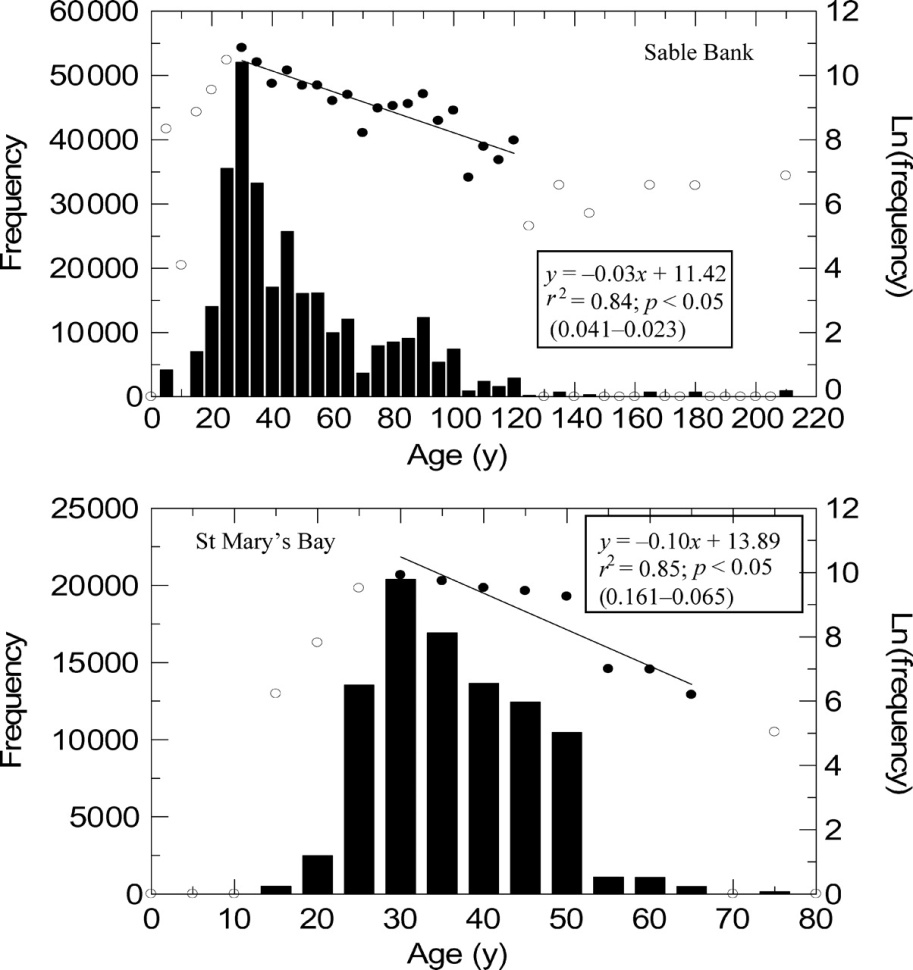 60000
50000
40000
30000
20000
10000
0
Frequency
12
10
8
6
4
2
0
Ln(frequency)
Sable Bank
y = –0.03x + 11.42
r² = 0.84; p < 0.05
(0.041–0.023)
0 20 40 60 80 100 120 140 160 180 200 220
Age (y)
25000
20000
15000
10000
5000
0
Frequency
12
10
8
6
4
2
0
Ln(frequency)
St Mary’s Bay
y = –0.10x + 13.89
r² = 0.85; p < 0.05
(0.161–0.065)
0 10 20 30 40 50 60 70 80
Age (y)